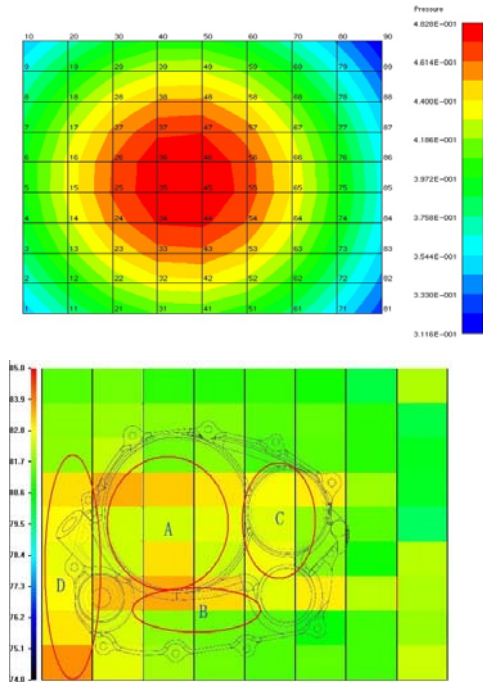 Pressure
4.828E-001
4.614E-001
4.400E-001
4.186E-001
3.972E-001
3.758E-001
3.544E-001
3.330E-001
3.116E-001
10 20 30 40 50 60 70 80 90
9 19 29 39 49 59 69 79 89
8 18 28 38 48 58 68 78 88
7 17 27 37 47 57 67 77 87
6 16 26 36 46 56 66 76 86
5 15 25 35 45 55 65 75 85
4 14 24 34 44 54 64 74 84
3 13 23 33 43 53 63 73 83
2 12 22 32 42 52 62 72 82
1 11 21 31 41 51 61 71 81
85.0
83.9
82.8
81.7
80.6
79.5
78.4
77.3
76.2
75.1
74.0
A
C
D
B